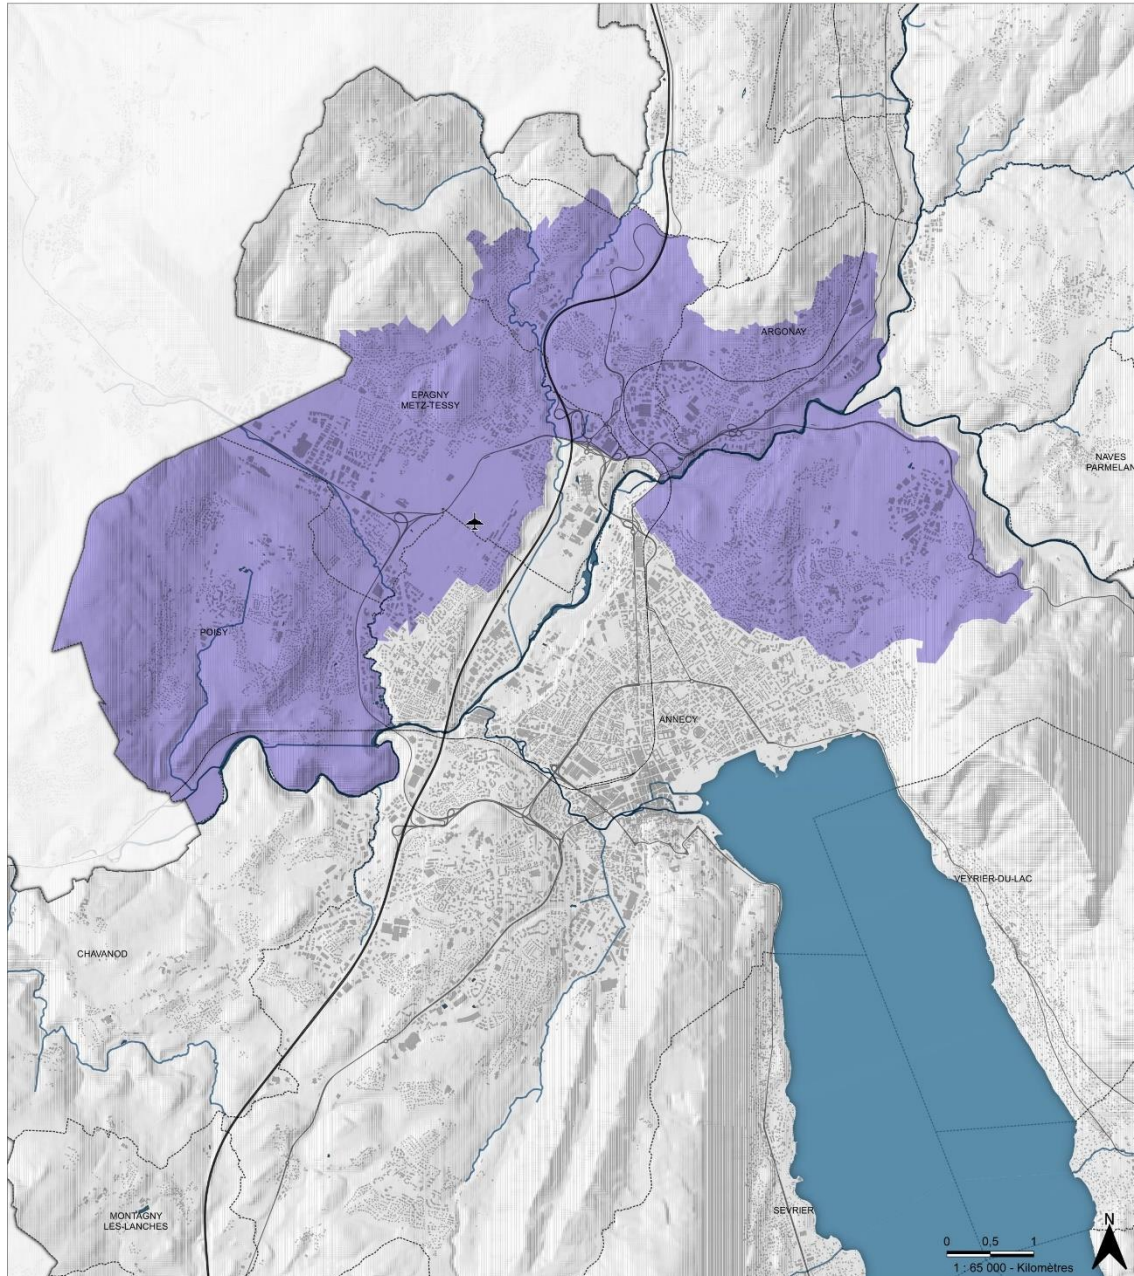 ARGONAY
EPAGNY
METZ-TESSY
NAVES
PARMELAN
POISY
ANNECY
VEYRIER-DU-LAC
CHAVANOD
SEVRIER
MONTAGNY
LES-LANCHES
N
0 0,5 1
1 : 65 000 - Kilomètres